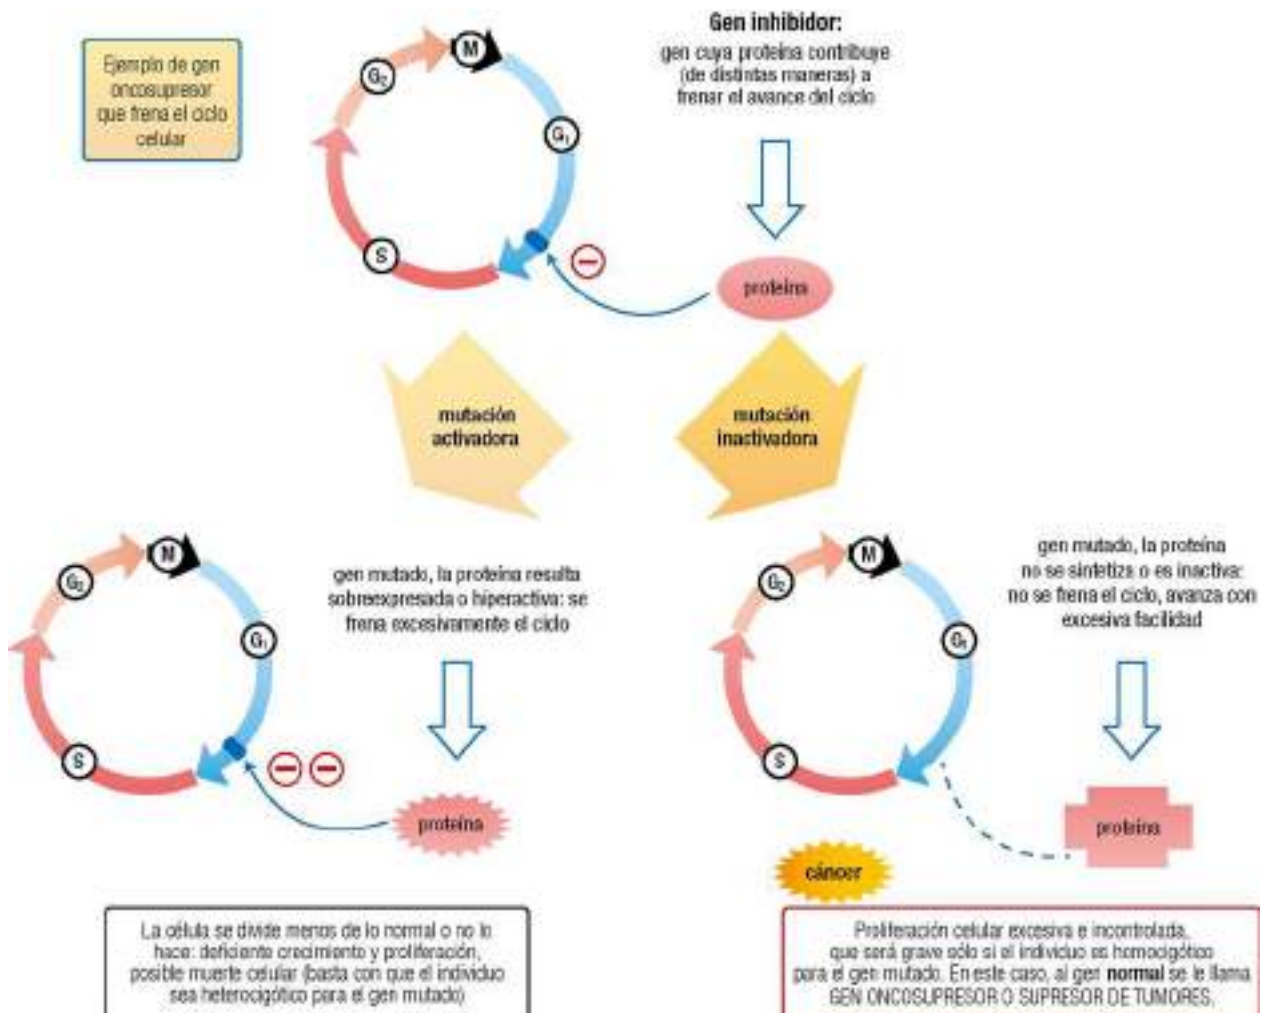 Ejemplo de gen
oncosupresor
que frena el ciclo
celular
M
G₂
G₁
S
Gen inhibidor:
gen cuya proteína contribuye
(de distintas maneras) a
frenar el avance del ciclo
proteína
mutación
activadora
mutación
inactivadora
M
G₂
G₁
S
gen mutado, la proteína resulta
sobreexpresada o hiperactiva: se
frena excesivamente el ciclo
proteína
La célula se divide menos de lo normal o no lo
hace: deficiente crecimiento y proliferación,
posible muerte celular (basta con que el individuo
sea heterocigótico para el gen mutado)
M
G₂
G₁
S
gen mutado, la proteína
no se sintetiza o es inactiva:
no se frena el ciclo, avanza con
excesiva facilidad
proteína
cáncer
Proliferación celular excesiva e incontrolada,
que será grave sólo si el individuo es homocigótico
para el gen mutado. En este caso, al gen normal se le llama
GEN ONCOSUPRESOR O SUPRESOR DE TUMORES.